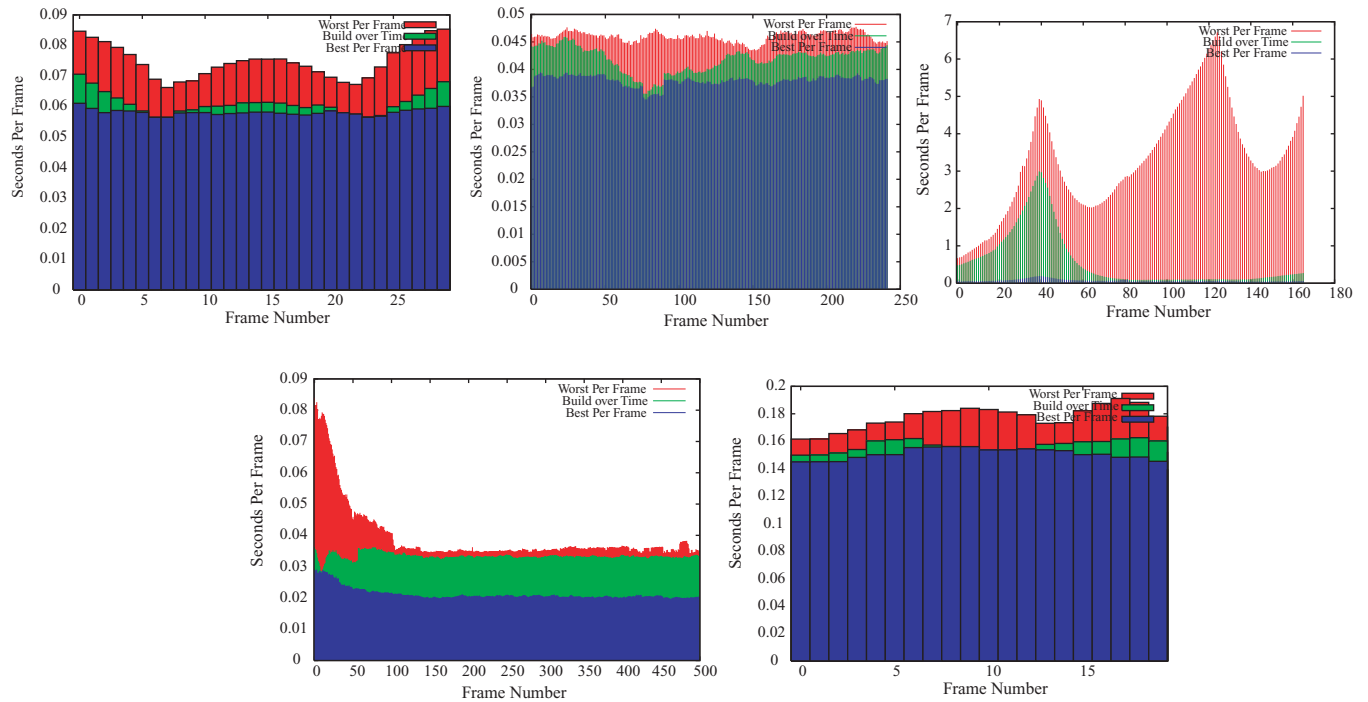 0.09
0.08
0.07
0.06
0.05
0.04
0.03
0.02
0.01
0
Seconds Per Frame
Worst Per Frame
Build over Time
Best Per Frame
0 5 10 15 20 25
Frame Number
0.05
0.045
0.04
0.035
0.03
0.025
0.02
0.015
0.01
0.005
0
Seconds Per Frame
Worst Per Frame
Build over Time
Best Per Frame
0 50 100 150 200 250
Frame Number
7
6
5
4
3
2
1
0
Seconds Per Frame
Worst Per Frame
Build over Time
Best Per Frame
0 20 40 60 80 100 120 140 160 180
Frame Number
0.09
0.08
0.07
0.06
0.05
0.04
0.03
0.02
0.01
0
Seconds Per Frame
Worst Per Frame
Build over Time
Best Per Frame
0 50 100 150 200 250 300 350 400 450 500
Frame Number
0.2
0.18
0.16
0.14
0.12
0.1
0.08
0.06
0.04
0.02
0
Seconds Per Frame
Worst Per Frame
Build over Time
Best Per Frame
0 5 10 15
Frame Number